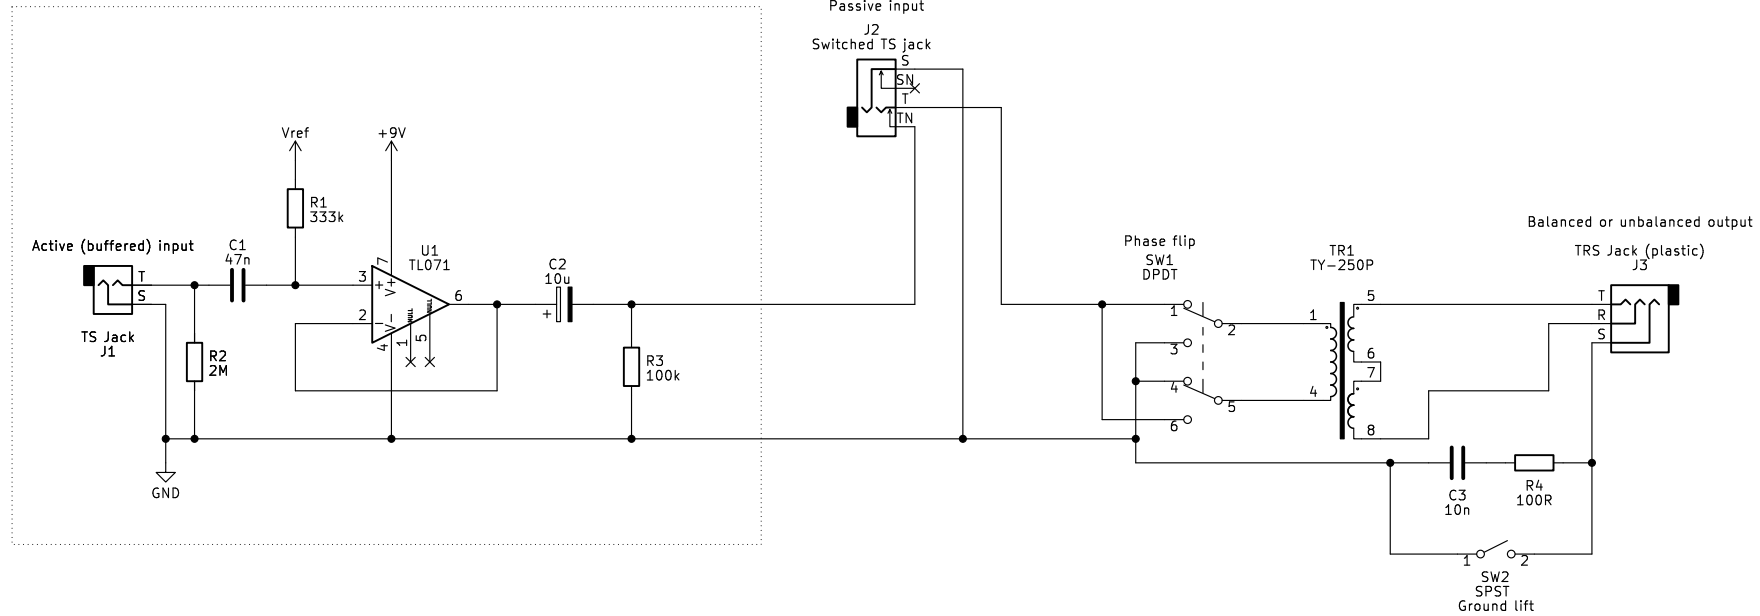 Passive input
J2
Switched TS jack
S
SN
T
TN
Vref
+9V
R1
333k
Active (buffered) input
C1
47n
T
S
TS Jack
J1
R2
2M
U1
TL071
3
2
7
6
4
1
5
+
-
V+
V-
NULL
NULL
C2
10u
+
R3
100k
GND
Phase flip
SW1
DPDT
1
2
3
4
5
6
TR1
TY-250P
1
4
5
6
7
8
Balanced or unbalanced output
TRS Jack (plastic)
J3
T
R
S
C3
10n
R4
100R
1
2
SW2
SPST
Ground lift